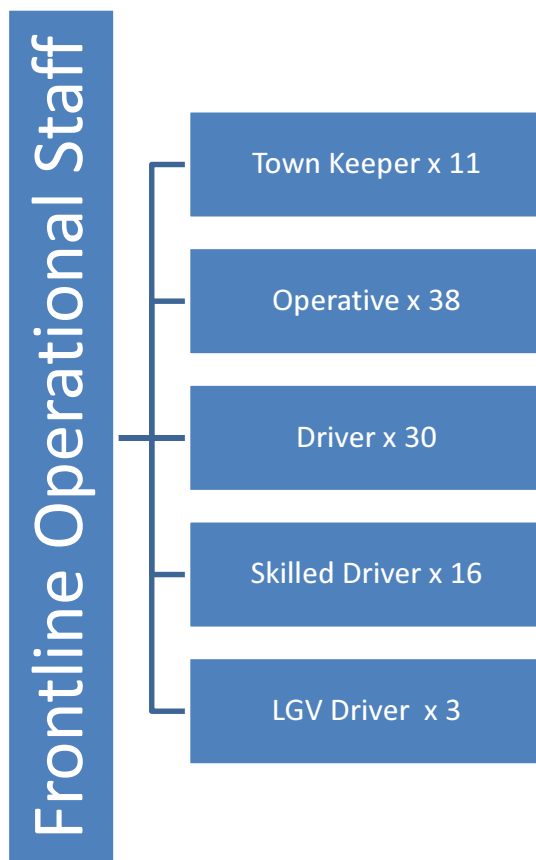 Frontline Operational Staff
Town Keeper x 11
Operative x 38
Driver x 30
Skilled Driver x 16
LGV Driver  x 3